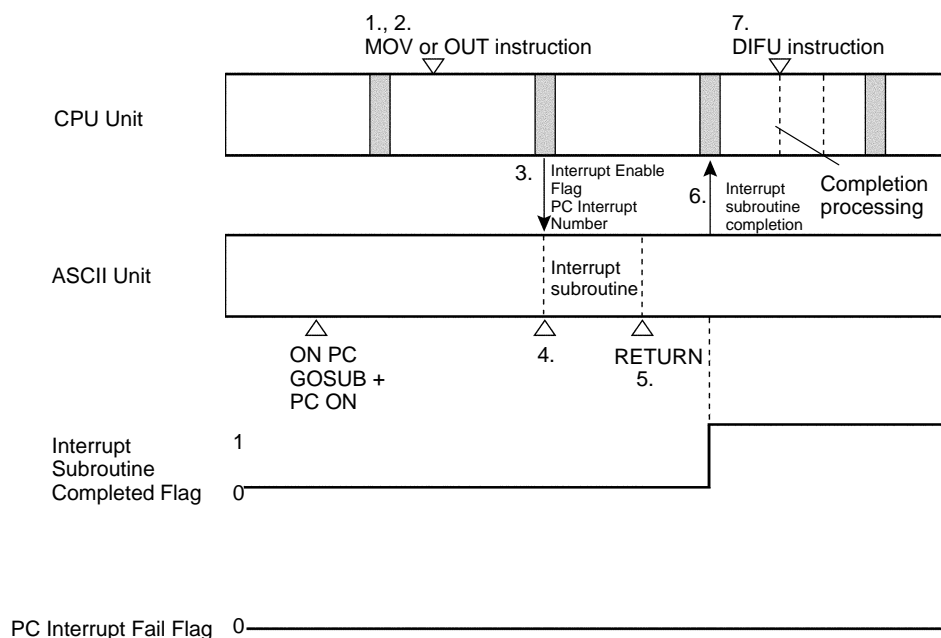 1., 2.
MOV or OUT instruction
7.
DIFU instruction
CPU Unit
3.
Interrupt Enable
Flag
PC Interrupt
Number
6.
Interrupt
subroutine
completion
Completion
processing
ASCII Unit
Interrupt
subroutine
ON PC
GOSUB +
PC ON
4.
RETURN
5.
Interrupt
Subroutine
Completed Flag
1
0
PC Interrupt Fail Flag
0